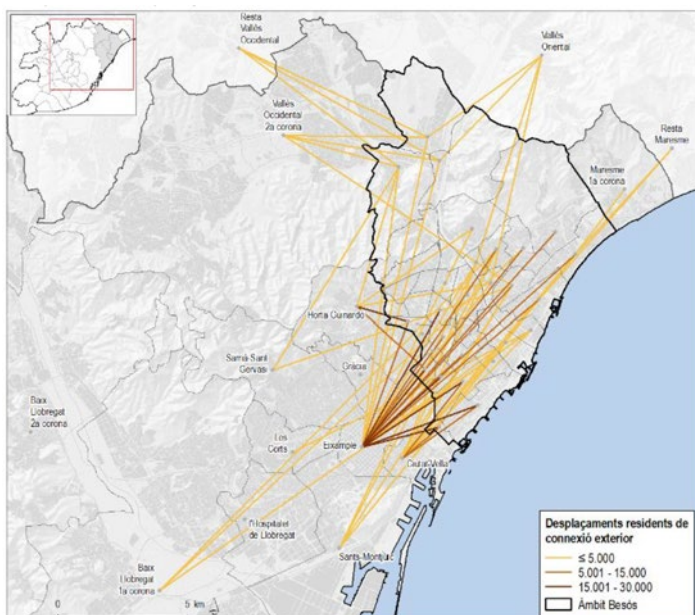 Resta
Vallès
Occidental
Vallès
Oriental
Vallès
Occidental
2a corona
Resta
Maresme
Maresme
1a corona
Horta Guinardó
Sarrià-Sant
Gervasi
Gràcia
Baix
Llobregat
2a corona
Les
Corts
Eixample
Ciutat Vella
l'Hospitalet
de Llobregat
Sants-Montjuïc
Baix
Llobregat
1a corona
0 5 km
Desplaçaments residents de
connexió exterior
≤ 5.000
5.001 - 15.000
15.001 - 30.000
Àmbit Besòs